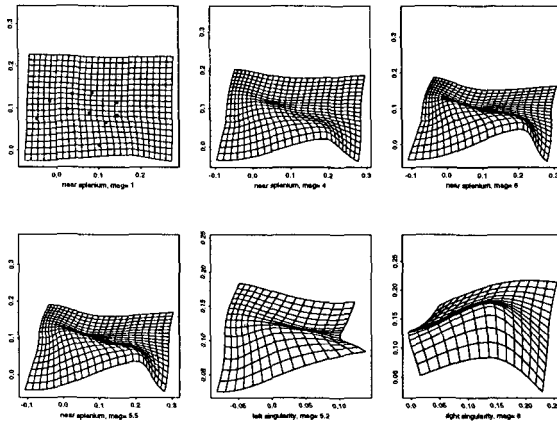 0.3
0.2
0.1
0.0
0.0 0.1 0.2
near splenium, mag= 1
0.3
0.2
0.1
0.0
-0.1 0.0 0.1 0.2 0.3
near splenium, mag= 4
0.3
0.2
0.1
0.0
-0.1 0.0 0.1 0.2 0.3
near splenium, mag= 6
0.3
0.2
0.1
0.0
-0.1 0.0 0.1 0.2 0.3
near splenium, mag= 5.5
0.25
0.20
0.15
0.10
0.05
-0.05 0.0 0.05 0.10
left singularity, mag= 5.2
0.25
0.20
0.15
0.10
0.05
0.0 0.05 0.10 0.15 0.20 0.25
right singularity, mag= 6